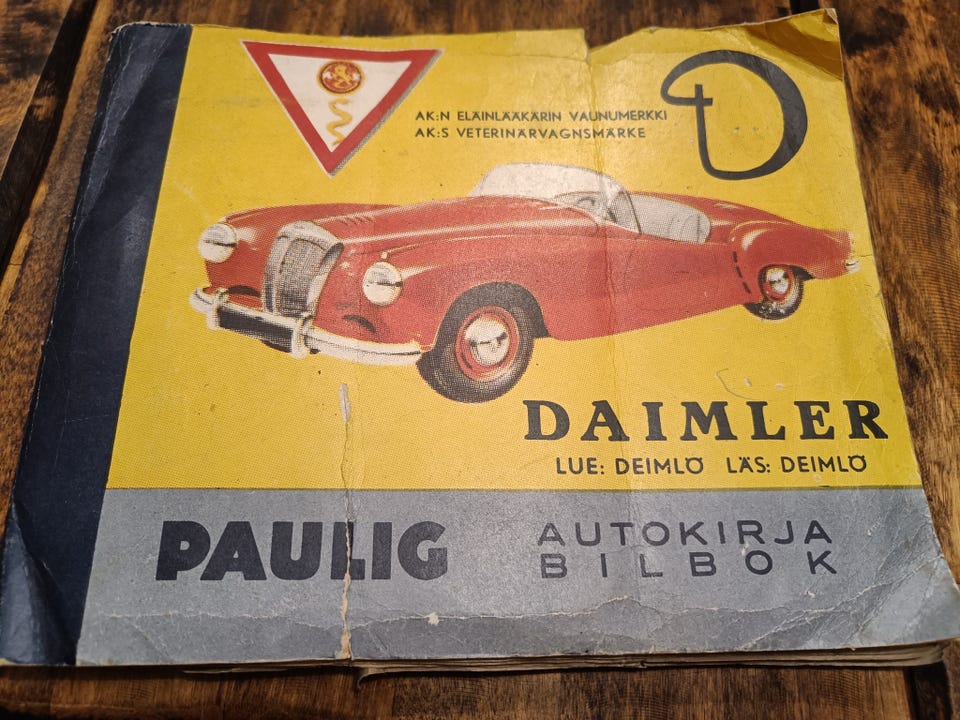 AK:N ELÄINLÄÄKÄRIN VAUNUMERKKI
AK:S VETERINÄRVAGNSMÄRKE
D
DAIMLER
LUE: DEIMLÖ LÄS: DEIMLÖ
PAULIG
AUTOKIRJA
BILBOK